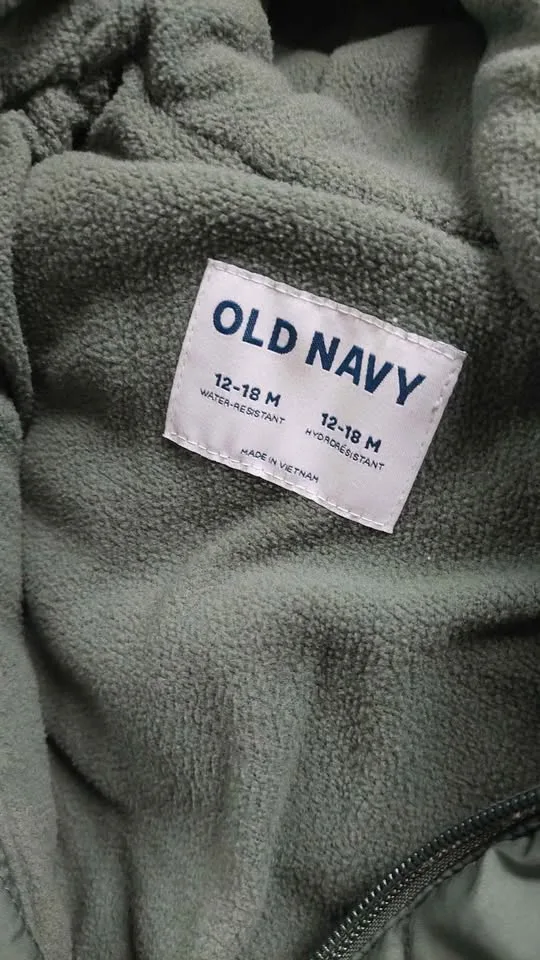 OLD NAVY
12-18 M
WATER-RESISTANT
12-18 M
HYDRORÉSISTANT
MADE IN VIETNAM